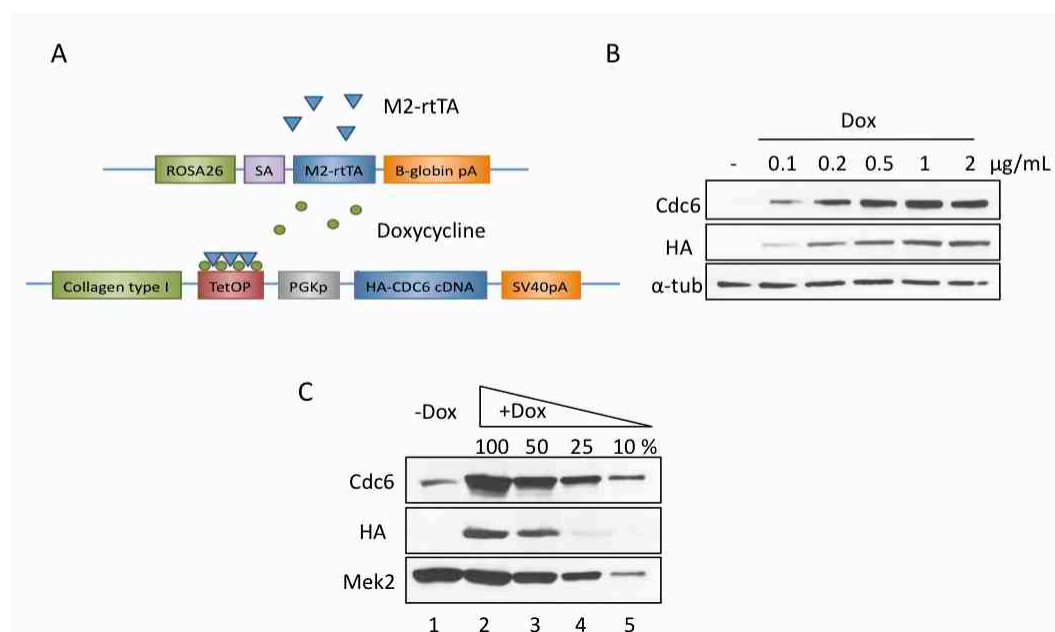 A
M2-rtTA
ROSA26 SA M2-rtTA B-globin pA
Doxycycline
Collagen type I TetOP PGKp HA-CDC6 cDNA SV40pA
B
Dox
- 0.1 0.2 0.5 1 2 µg/mL
Cdc6
HA
α-tub
C
-Dox +Dox
100 50 25 10 %
Cdc6
HA
Mek2
1 2 3 4 5